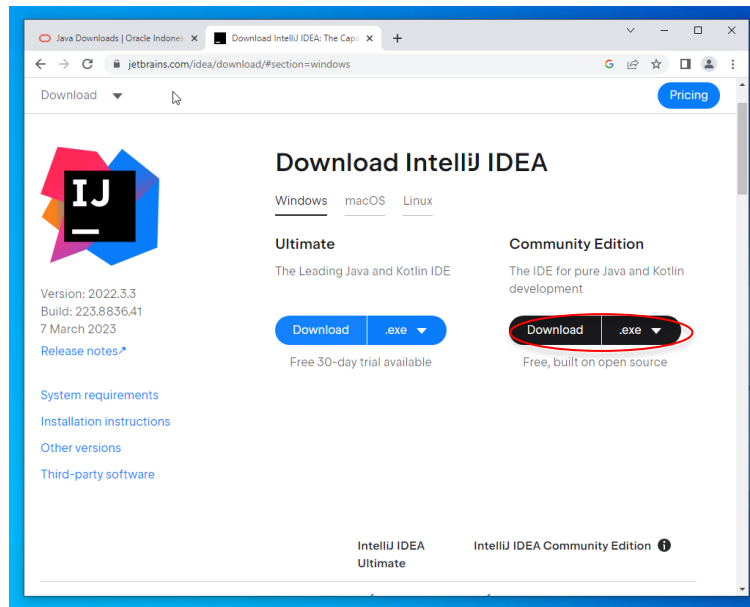 Java Downloads | Oracle Indones
Download IntelliJ IDEA: The Capa
jetbrains.com/idea/download/#section=windows
Download
Pricing
IJ
Download IntelliJ IDEA
Windows macOS Linux
Ultimate
The Leading Java and Kotlin IDE
Download .exe
Free 30-day trial available
Community Edition
The IDE for pure Java and Kotlin
development
Download .exe
Free, built on open source
Version: 2022.3.3
Build: 223.8836.41
7 March 2023
Release notes↗
System requirements
Installation instructions
Other versions
Third-party software
IntelliJ IDEA
Ultimate
IntelliJ IDEA Community Edition